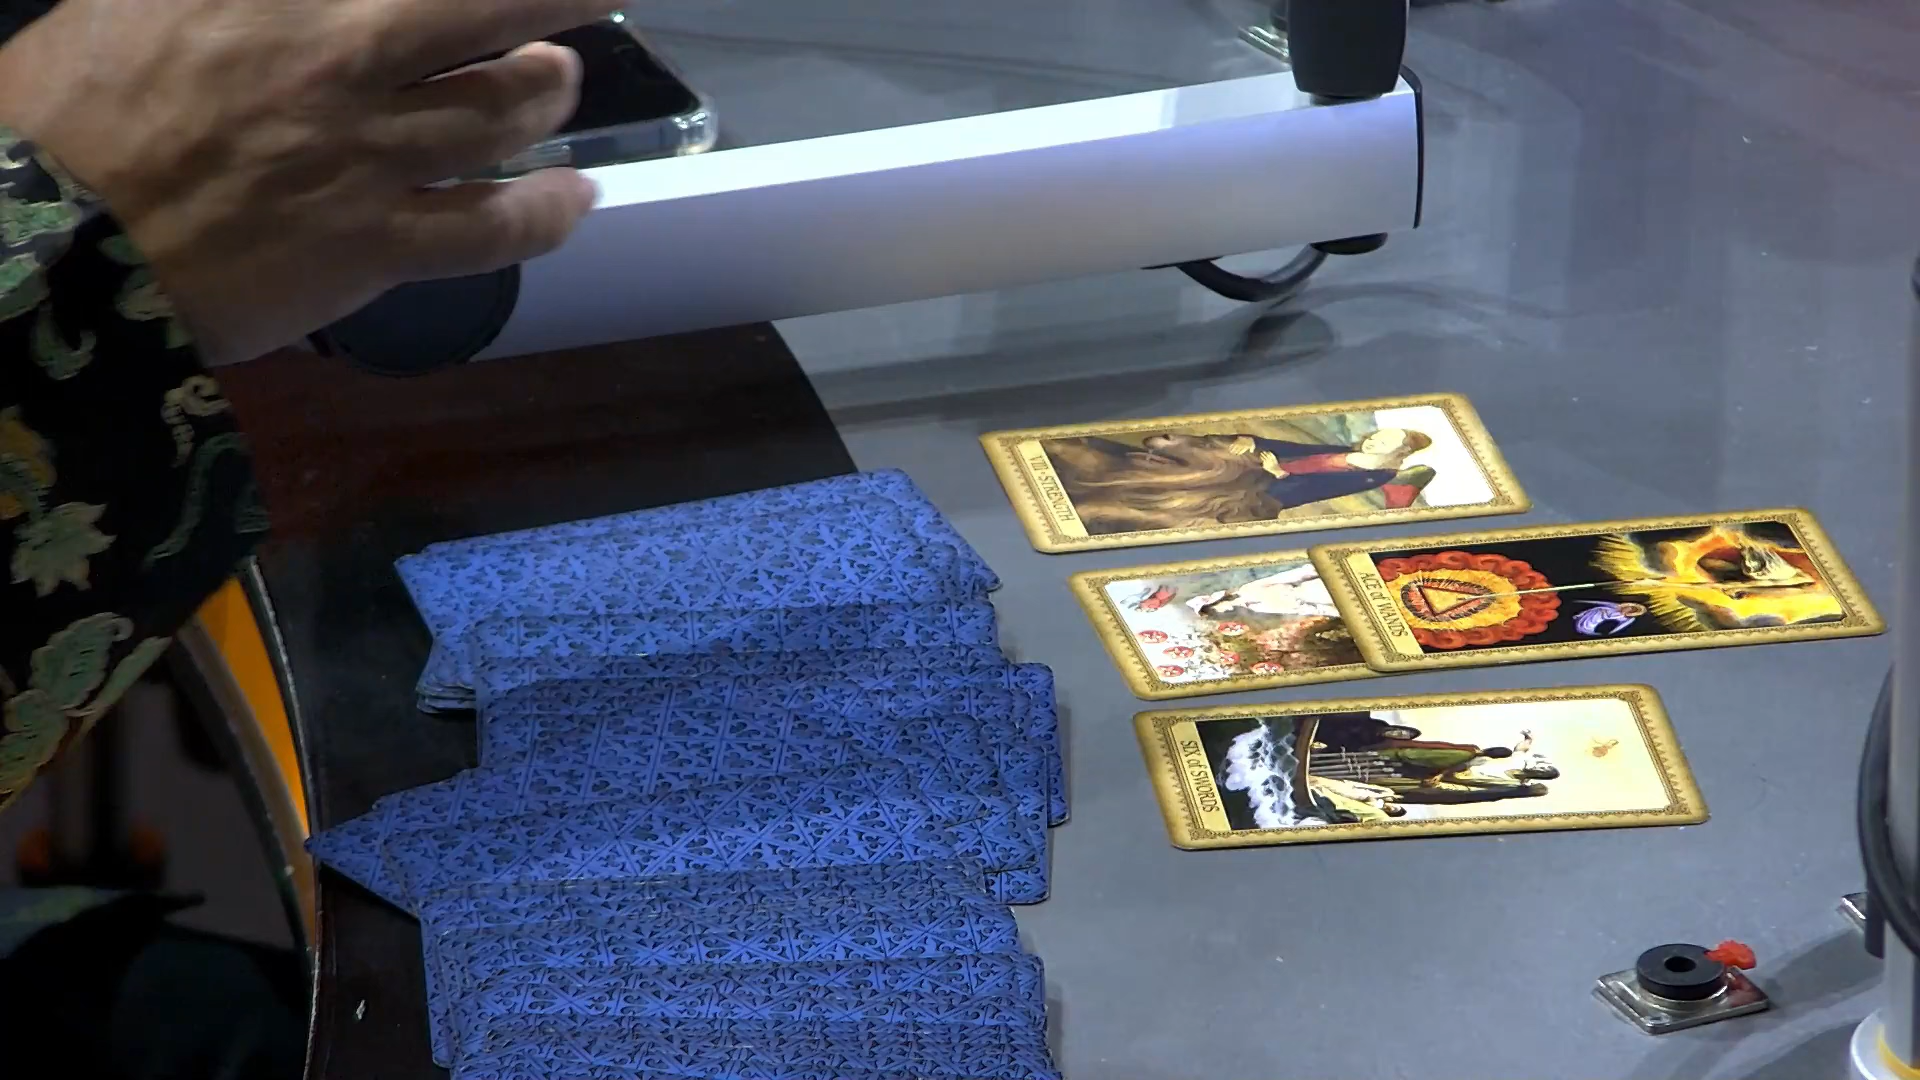 VIII • STRENGTH
ACE of WANDS
SIX of SWORDS